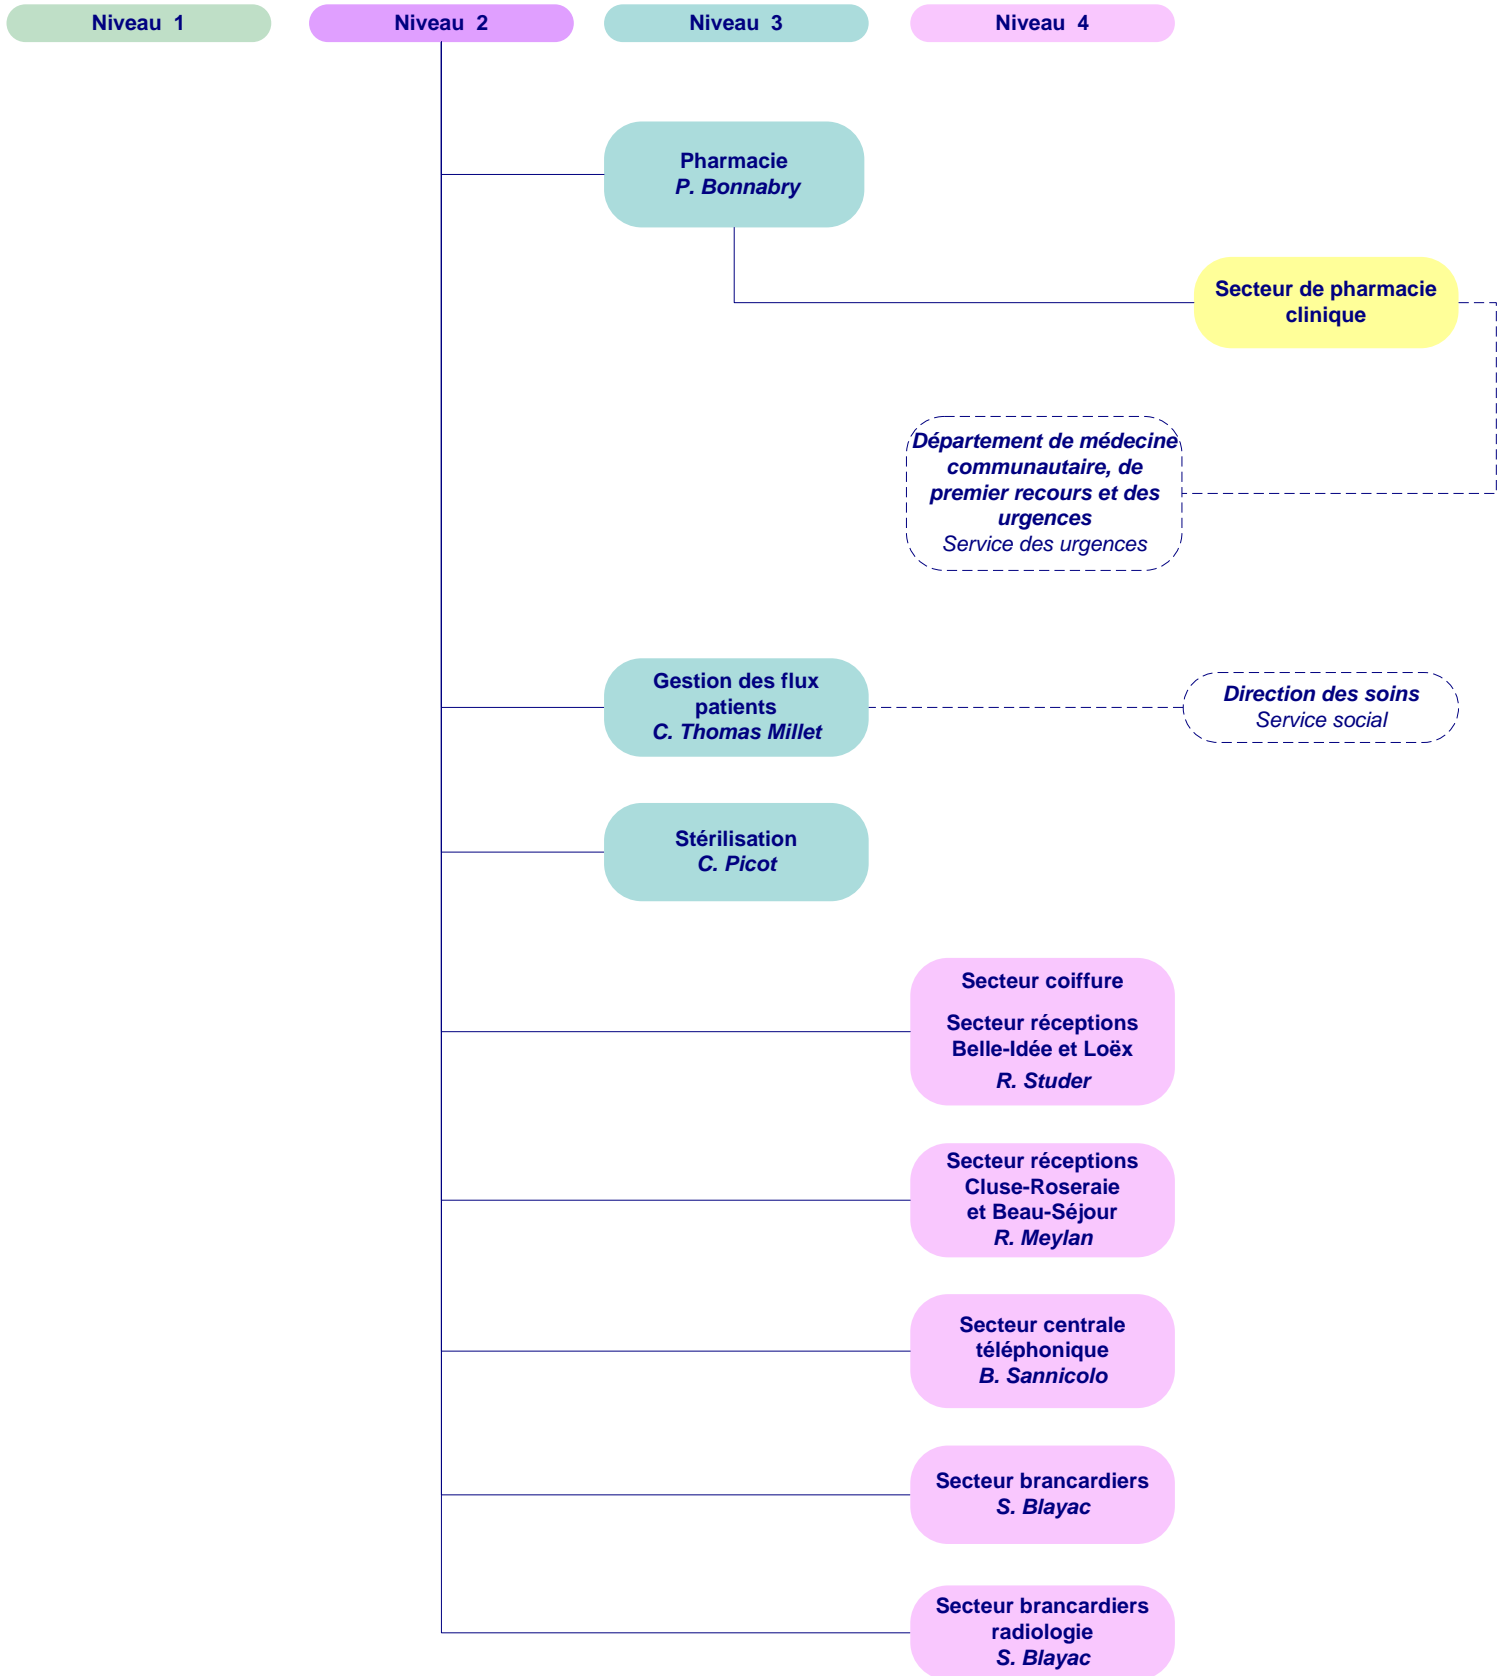 Niveau 1
Niveau 2
Niveau 3
Niveau 4
Pharmacie
P. Bonnabry
Secteur de pharmacie
clinique
Département de médecine
communautaire, de
premier recours et des
urgences
Service des urgences
Gestion des flux
patients
C. Thomas Millet
Direction des soins
Service social
Stérilisation
C. Picot
Secteur coiffure
Secteur réceptions
Belle-Idée et Loëx
R. Studer
Secteur réceptions
Cluse-Roseraie
et Beau-Séjour
R. Meylan
Secteur centrale
téléphonique
B. Sannicolo
Secteur brancardiers
S. Blayac
Secteur brancardiers
radiologie
S. Blayac